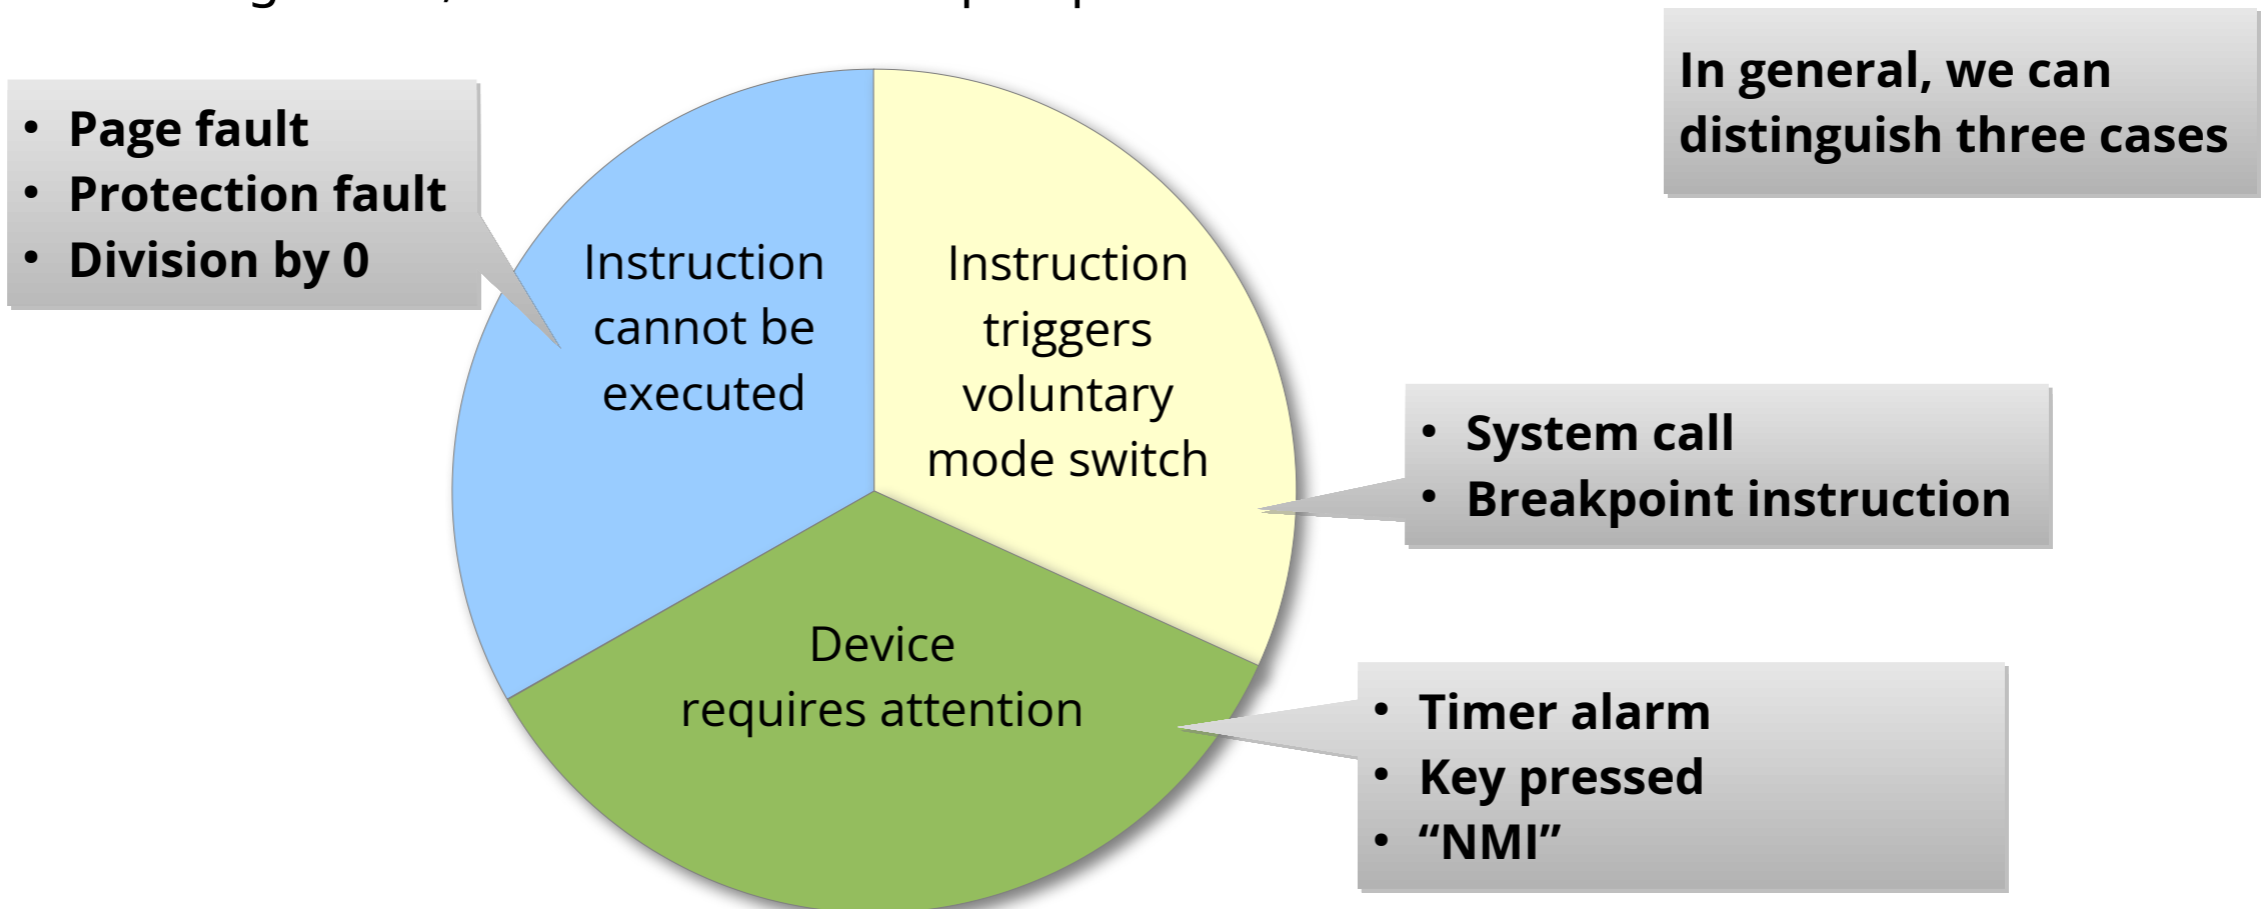 In general, we can
distinguish three cases
• Page fault
• Protection fault
• Division by 0
Instruction
cannot be
executed
Instruction
triggers
voluntary
mode switch
• System call
• Breakpoint instruction
Device
requires attention
• Timer alarm
• Key pressed
• “NMI”